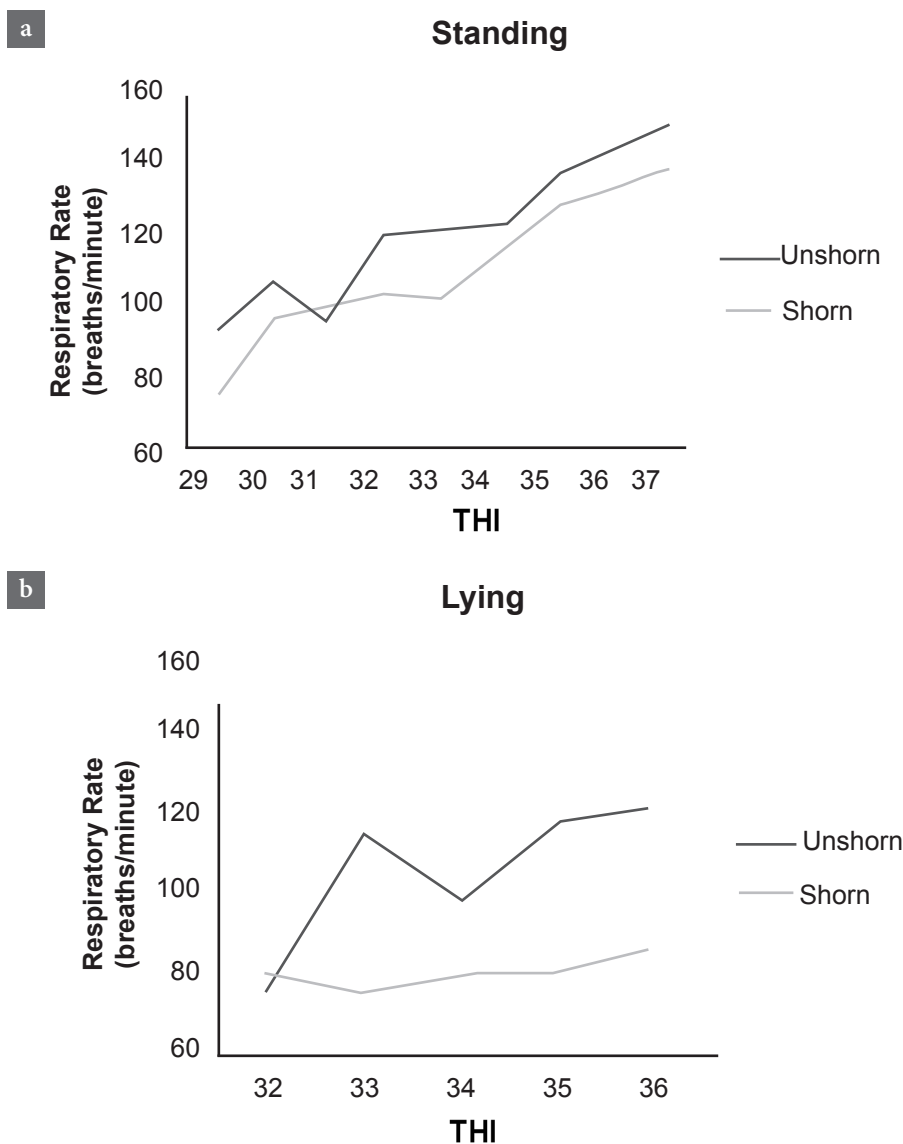 a
Standing
160
140
120
100
80
60
Respiratory Rate
(breaths/minute)
29 30 31 32 33 34 35 36 37
THI
Unshorn
Shorn
b
Lying
160
140
120
100
80
60
Respiratory Rate
(breaths/minute)
32 33 34 35 36
THI
Unshorn
Shorn